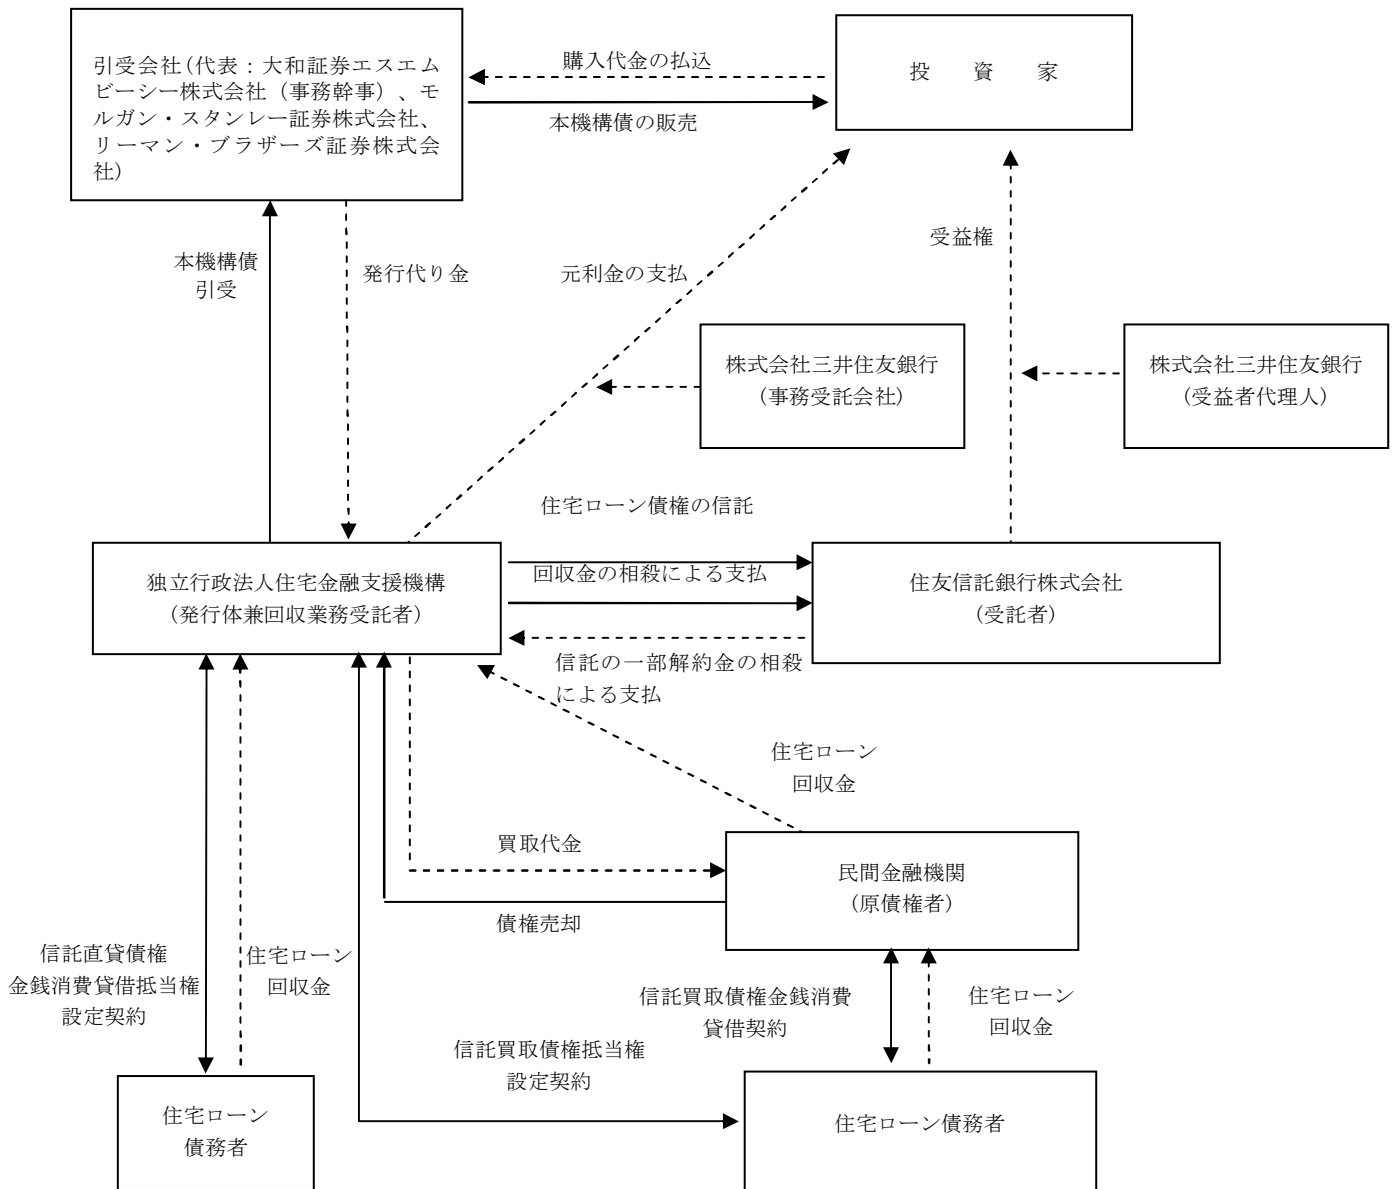 引受会社（代表：大和証券エスエム
ビーシー株式会社（事務幹事）、モ
ルガン・スタンレー証券株式会社、
リーマン・ブラザーズ証券株式会
社）
購入代金の払込
本機構債の販売
投 資 家
本機構債
引受
発行代り金
元利金の支払
受益権
株式会社三井住友銀行
（事務受託会社）
株式会社三井住友銀行
（受益者代理人）
住宅ローン債権の信託
独立行政法人住宅金融支援機構
（発行体兼回収業務受託者）
回収金の相殺による支払
住友信託銀行株式会社
（受託者）
信託の一部解約金の相殺
による支払
住宅ローン
回収金
買取代金
民間金融機関
（原債権者）
債権売却
信託直貸債権
金銭消費貸借抵当権
設定契約
住宅ローン
回収金
信託買取債権金銭消費
貸借契約
住宅ローン
回収金
信託買取債権抵当権
設定契約
住宅ローン
債務者
住宅ローン債務者